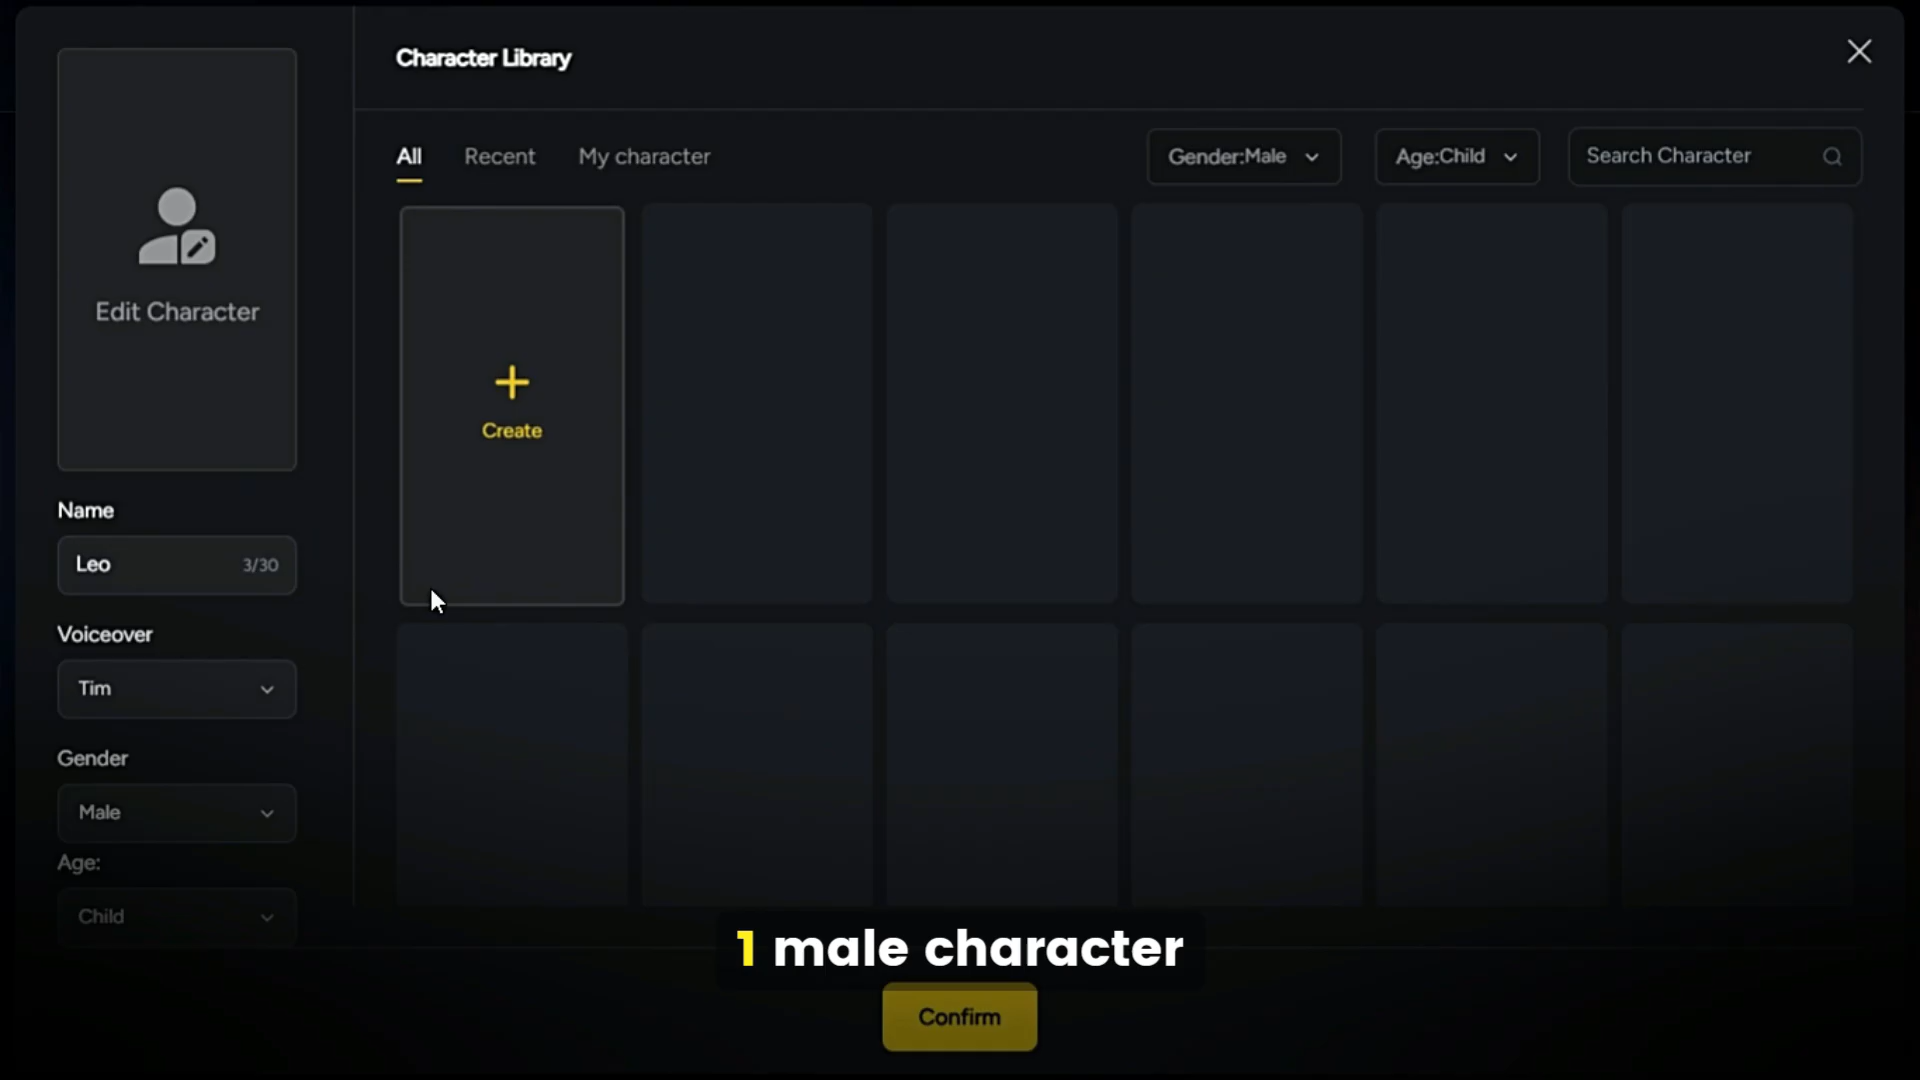 Character Library
All
Recent
My character
Gender:Male
Age:Child
Search Character
Edit Character
Create
Name
Leo
3/30
Voiceover
Tim
Gender
Male
Age:
Child
1 male character
Confirm